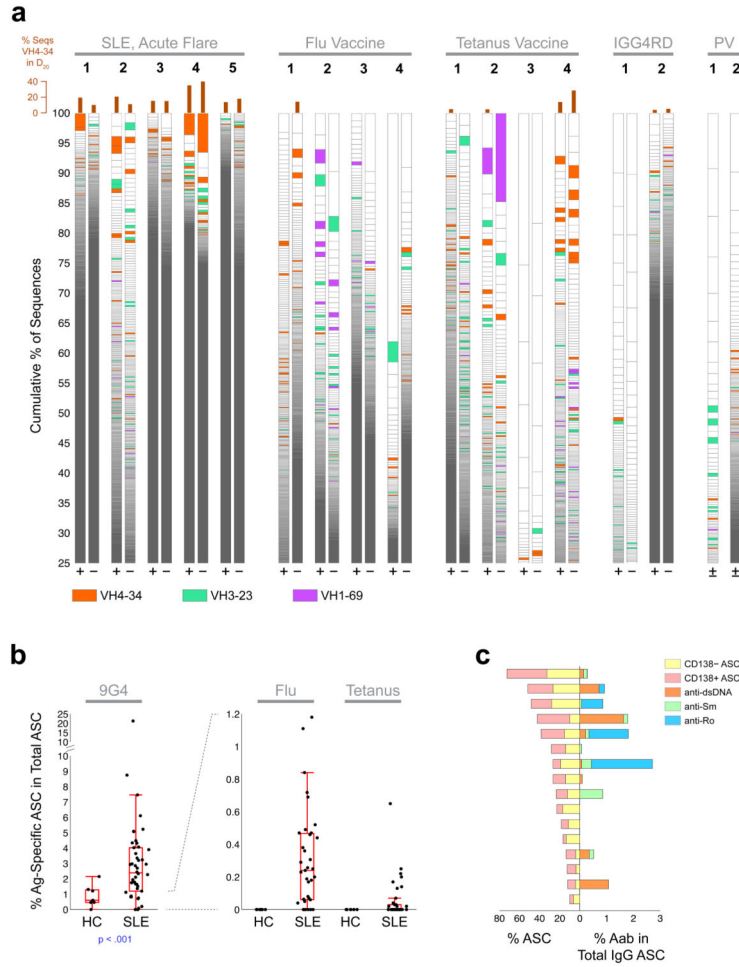 a
% Seqs
VH4-34
in D20
SLE, Acute Flare
Flu Vaccine
Tetanus Vaccine
IGG4RD
PV
1 2 3 4 5
1 2 3 4
1 2 3 4
1 2
1 2
40
20
0
Cumulative % of Sequences
100
95
90
85
80
75
70
65
60
55
50
45
40
35
30
25
+ − + − + − + − + −
+ − + − + − + −
+ − + − + − + −
+ − + −
± ±
VH4-34
VH3-23
VH1-69
b
9G4
Flu
Tetanus
% Ag-Specific ASC in Total ASC
25
20
15
10
9
8
7
6
5
4
3
2
1
0
HC SLE
p < .001
1.2
1
0.8
0.6
0.4
0.2
0
HC SLE
HC SLE
c
CD138− ASC
CD138+ ASC
anti-dsDNA
anti-Sm
anti-Ro
80 60 40 20 0 1 2 3
% ASC
% Aab in
Total IgG ASC